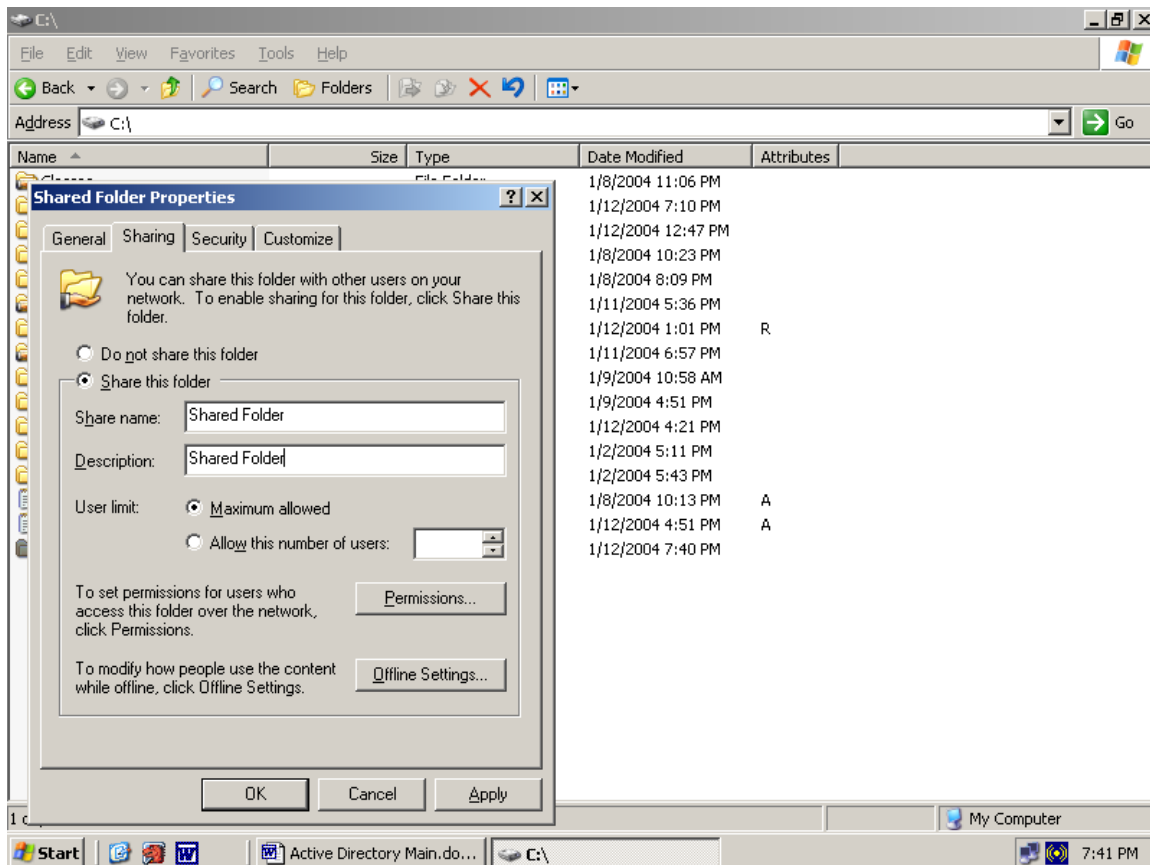 C:\
File Edit View Favorites Tools Help
Back Search Folders
Address C:\ Go
Name Size Type Date Modified Attributes
1/8/2004 11:06 PM
Shared Folder Properties
1/12/2004 7:10 PM
General Sharing Security Customize
1/12/2004 12:47 PM
1/8/2004 10:23 PM
1/8/2004 8:09 PM
1/11/2004 5:36 PM
1/12/2004 1:01 PM R
1/11/2004 6:57 PM
1/9/2004 10:58 AM
1/9/2004 4:51 PM
1/12/2004 4:21 PM
1/2/2004 5:11 PM
1/2/2004 5:43 PM
1/8/2004 10:13 PM A
1/12/2004 4:51 PM A
1/12/2004 7:40 PM
You can share this folder with other users on your
network. To enable sharing for this folder, click Share this
folder.
Do not share this folder
Share this folder
Share name: Shared Folder
Description: Shared Folder
User limit: Maximum allowed
Allow this number of users:
To set permissions for users who
access this folder over the network,
click Permissions.
Permissions...
To modify how people use the content
while offline, click Offline Settings.
Offline Settings...
OK Cancel Apply
My Computer
Start Active Directory Main.do... C:\ 7:41 PM